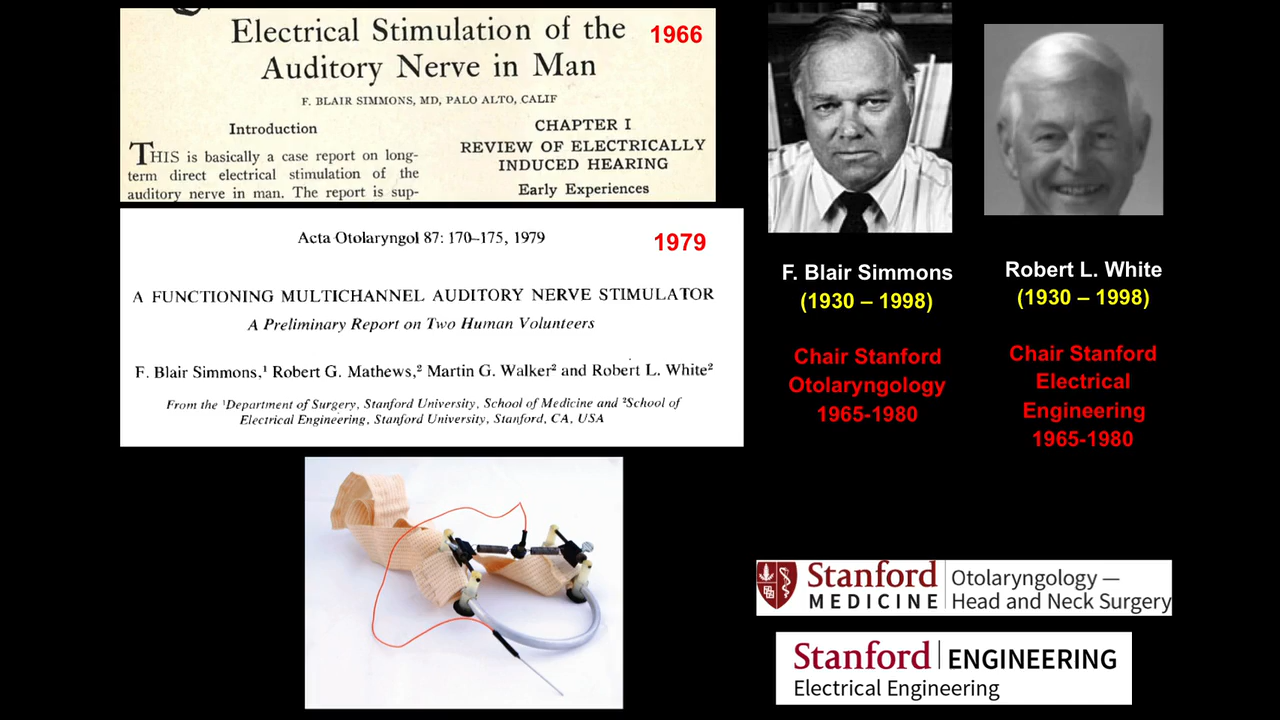 Electrical Stimulation of the
Auditory Nerve in Man
1966
F. BLAIR SIMMONS, MD, PALO ALTO, CALIF
Introduction
THIS is basically a case report on long-
term direct electrical stimulation of the
auditory nerve in man. The report is sup-
CHAPTER I
REVIEW OF ELECTRICALLY
INDUCED HEARING
Early Experiences
Acta Otolaryngol 87: 170–175, 1979
1979
A FUNCTIONING MULTICHANNEL AUDITORY NERVE STIMULATOR
A Preliminary Report on Two Human Volunteers
F. Blair Simmons,¹ Robert G. Mathews,² Martin G. Walker² and Robert L. White²
From the ¹Department of Surgery, Stanford University, School of Medicine and ²School of
Electrical Engineering, Stanford University, Stanford, CA, USA
F. Blair Simmons
(1930 – 1998)
Chair Stanford
Otolaryngology
1965-1980
Robert L. White
(1930 – 1998)
Chair Stanford
Electrical
Engineering
1965-1980
Stanford
MEDICINE
Otolaryngology —
Head and Neck Surgery
Stanford ENGINEERING
Electrical Engineering